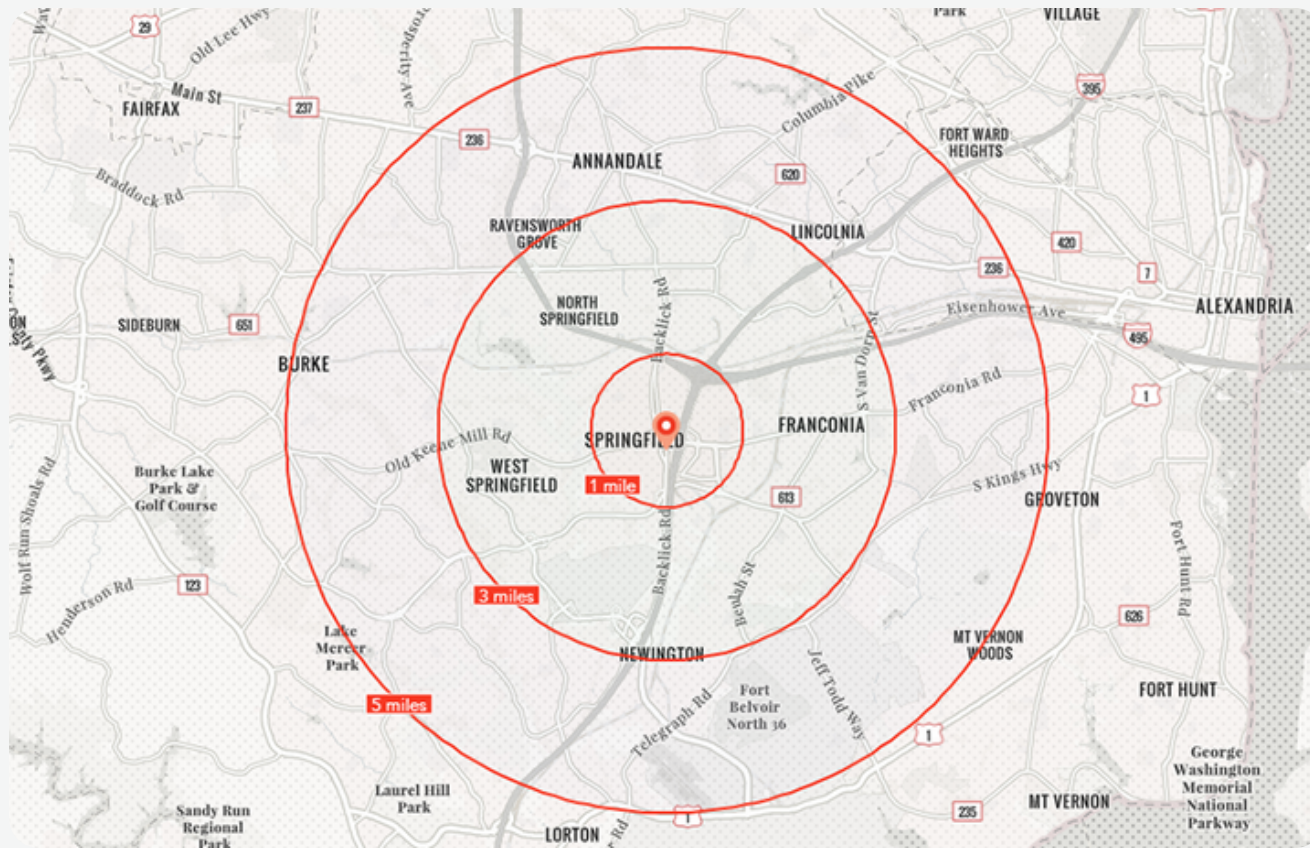 Park
VILLAGE
29
Old Lee Hwy
395
Main St
FAIRFAX
237
Columbia Pike
236
FORT WARD
HEIGHTS
ANNANDALE
620
Braddock Rd
RAVENSWORTH
GROVE
LINCOLNIA
420
236
7
Backlick Rd
NORTH
SPRINGFIELD
Eisenhower Ave
ALEXANDRIA
SIDEBURN
651
495
BURKE
Franconia Rd
1
FRANCONIA
SPRINGFIELD
Old Keene Mill Rd
WEST
SPRINGFIELD
1 mile
Burke Lake
Park &
Golf Course
S Kings Hwy
613
GROVETON
Wolf Run Shoals Rd
Backlick Rd
Fort Hunt Rd
123
Henderson Rd
3 miles
Beulah St
626
Lake
Mercer
Park
NEWINGTON
MT VERNON
WOODS
Jeff Todd Way
Fort
Belvoir
North 36
FORT HUNT
5 miles
Telegraph Rd
1
George
Washington
Memorial
National
Parkway
Laurel Hill
Park
MT VERNON
235
1
Sandy Run
Regional
Park
LORTON
Rd